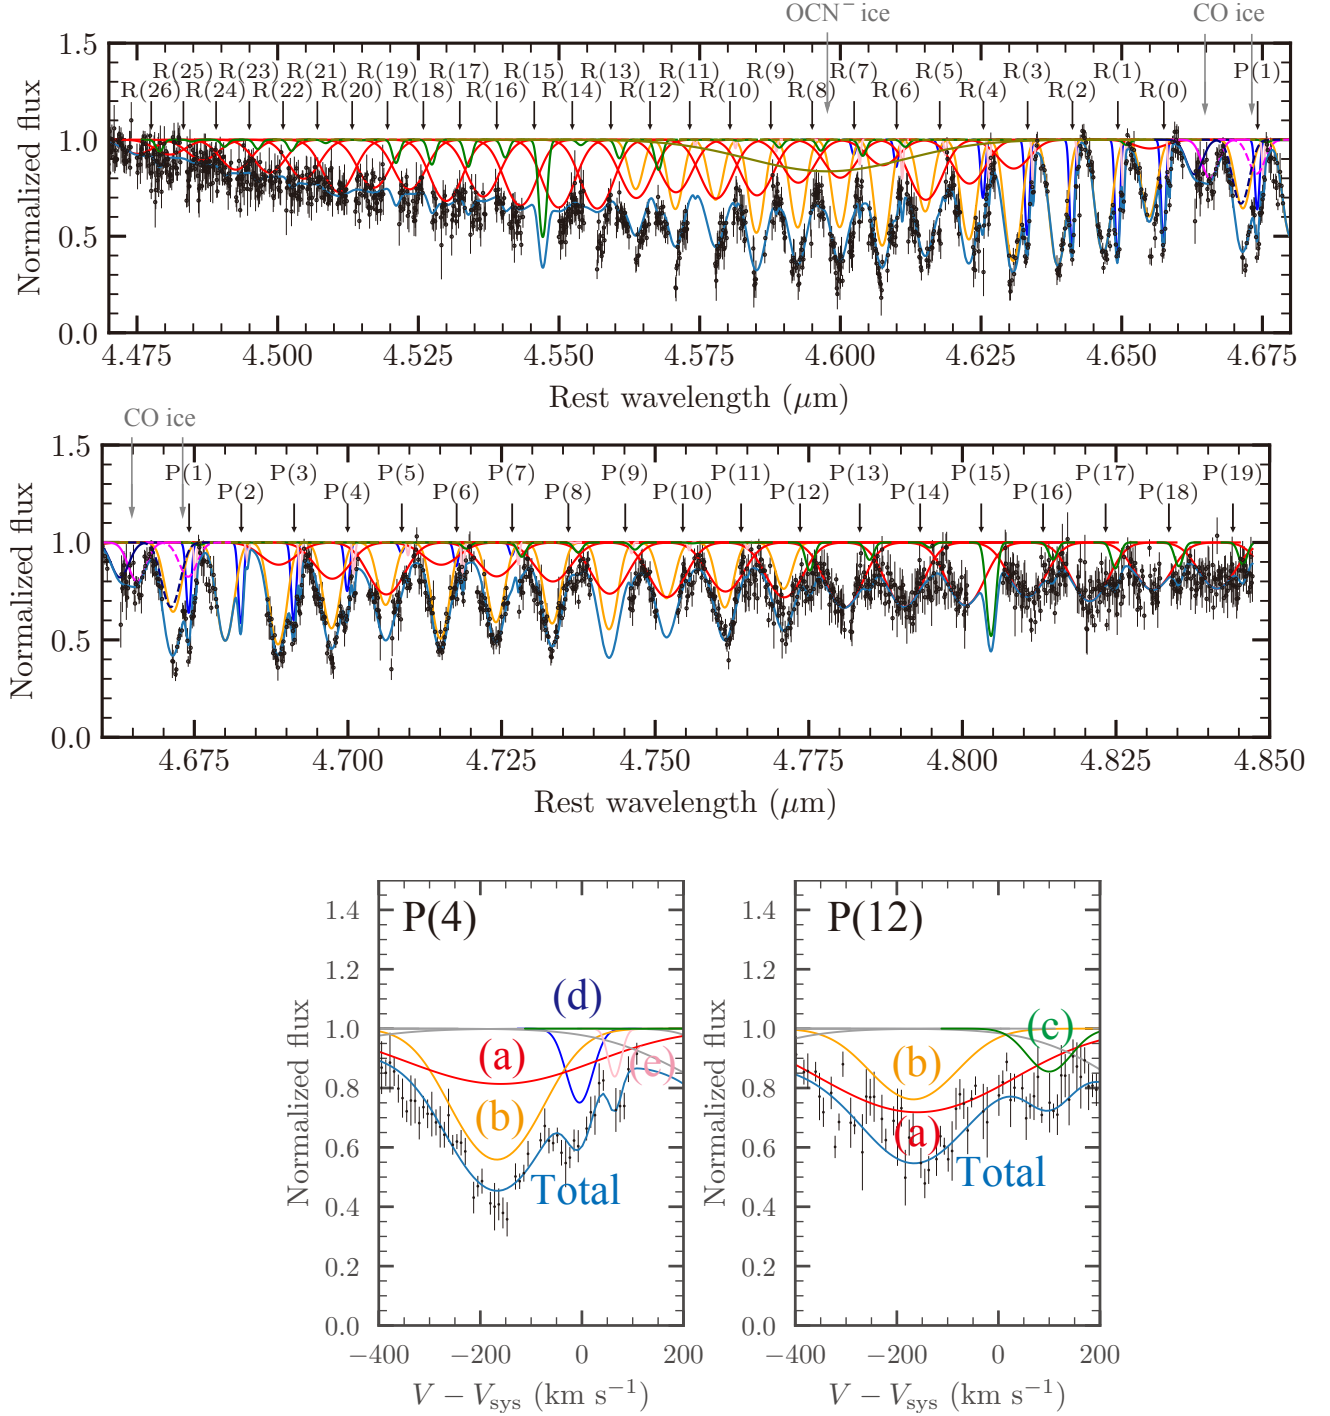 OCN⁻ ice CO ice
1.5
R(25) R(23) R(21) R(19) R(17) R(15) R(13) R(11) R(9) R(7) R(5) R(3) R(1) P(1)
R(26) R(24) R(22) R(20) R(18) R(16) R(14) R(12) R(10) R(8) R(6) R(4) R(2) R(0)
1.0
Normalized flux
0.5
0.0
4.475 4.500 4.525 4.550 4.575 4.600 4.625 4.650 4.675
Rest wavelength (μm)
CO ice
1.5
P(1) P(3) P(5) P(7) P(9) P(11) P(13) P(15) P(17) P(19)
P(2) P(4) P(6) P(8) P(10) P(12) P(14) P(16) P(18)
1.0
Normalized flux
0.5
0.0
4.675 4.700 4.725 4.750 4.775 4.800 4.825 4.850
Rest wavelength (μm)
P(4)
1.4
1.2
1.0
0.8
0.6
0.4
0.2
0.0
Normalized flux
(d)
(a)
(e)
(b)
Total
−400 −200 0 200
V − Vsys (km s⁻¹)
P(12)
1.4
1.2
1.0
0.8
0.6
0.4
0.2
0.0
Normalized flux
(c)
(b)
(a)
Total
−400 −200 0 200
V − Vsys (km s⁻¹)